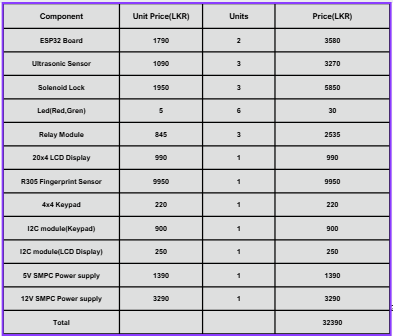 Component Unit Price(LKR) Units Price(LKR)
ESP32 Board 1790 2 3580
Ultrasonic Sensor 1090 3 3270
Solenoid Lock 1950 3 5850
Led(Red,Gren) 5 6 30
Relay Module 845 3 2535
20x4 LCD Display 990 1 990
R305 Fingerprint Sensor 9950 1 9950
4x4 Keypad 220 1 220
I2C module(Keypad) 900 1 900
I2C module(LCD Display) 250 1 250
5V SMPC Power supply 1390 1 1390
12V SMPC Power supply 3290 1 3290
Total 32390